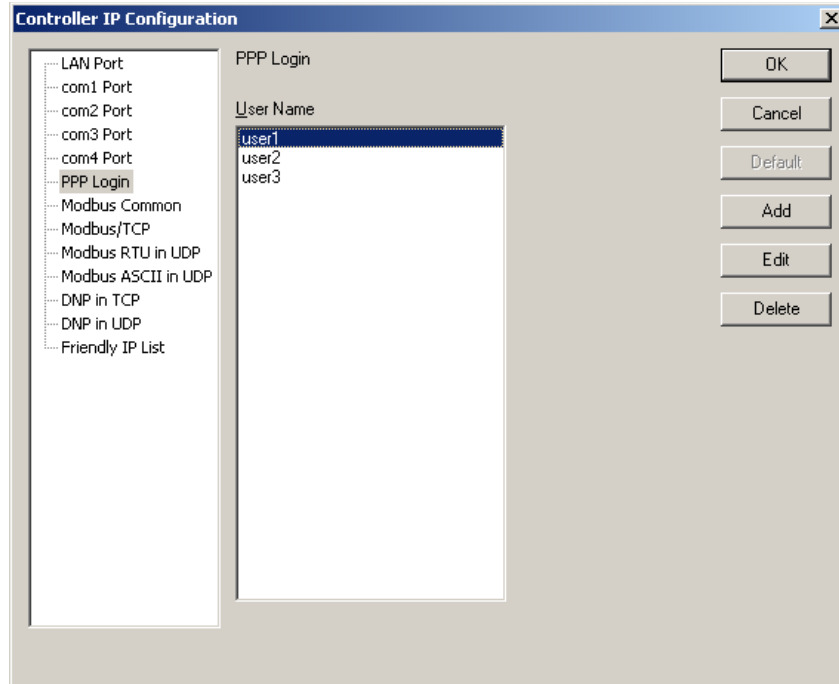 Controller IP Configuration
LAN Port
com1 Port
com2 Port
com3 Port
com4 Port
PPP Login
Modbus Common
Modbus/TCP
Modbus RTU in UDP
Modbus ASCII in UDP
DNP in TCP
DNP in UDP
Friendly IP List
PPP Login
User Name
user1
user2
user3
OK
Cancel
Default
Add
Edit
Delete